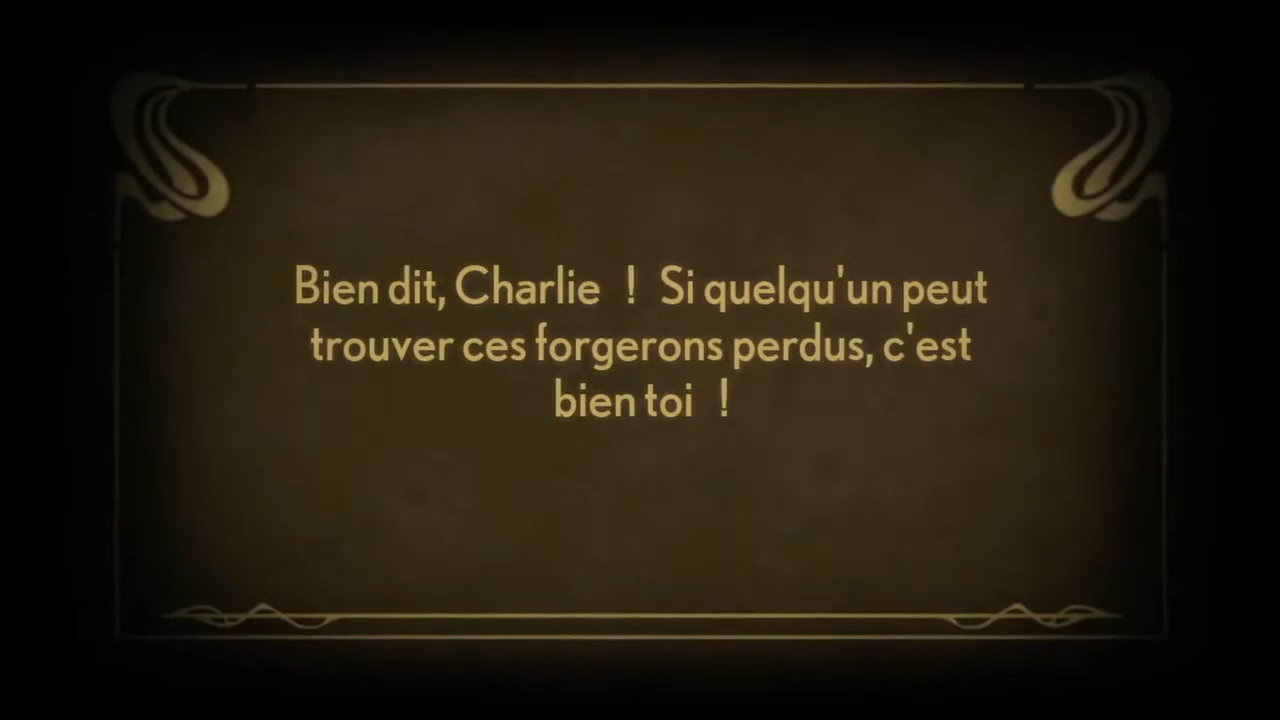 Bien dit, Charlie ! Si quelqu'un peut
trouver ces forgerons perdus, c'est
bien toi !